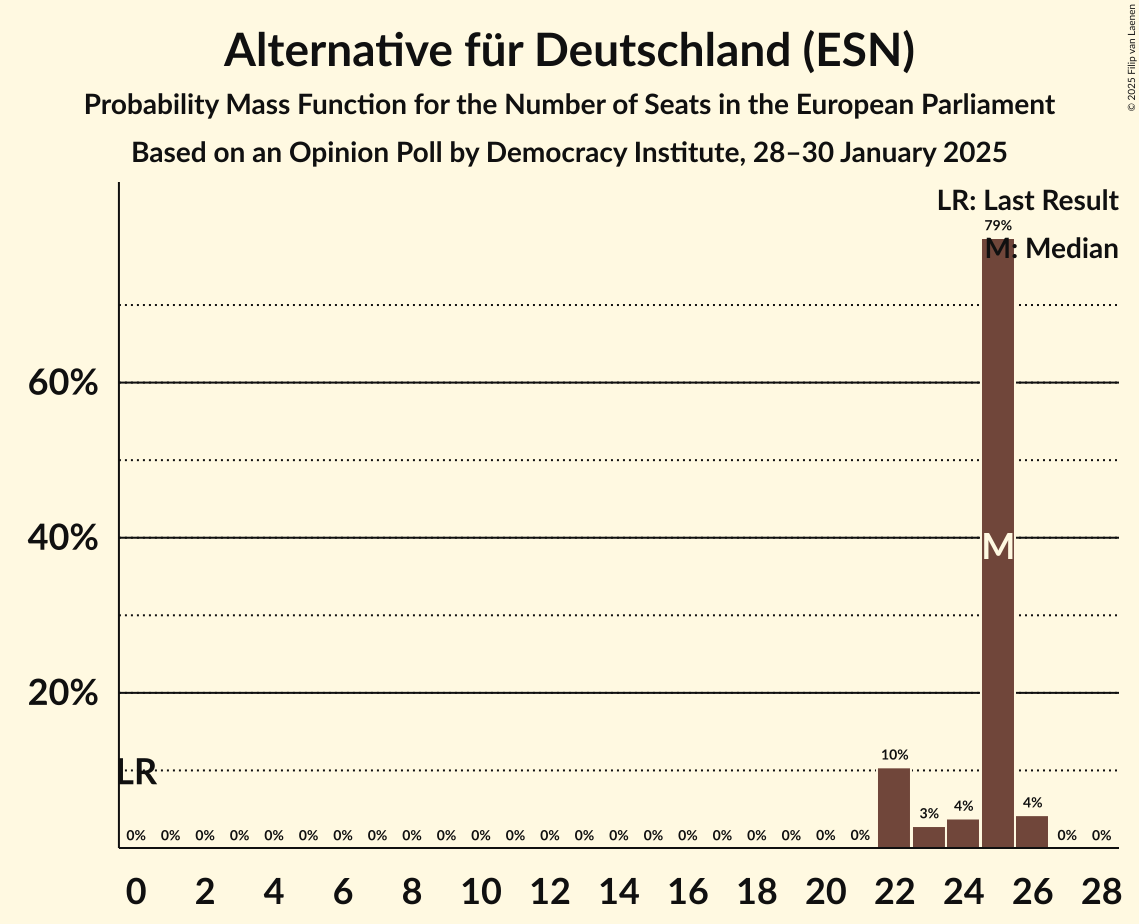 Alternative für Deutschland (ESN)
Probability Mass Function for the Number of Seats in the European Parliament
Based on an Opinion Poll by Democracy Institute, 28–30 January 2025
© 2025 Filip van Laenen
LR: Last Result
79%
M: Median
60%
40%
M
20%
LR
10%
3%
4%
4%
0% 0% 0% 0% 0% 0% 0% 0% 0% 0% 0% 0% 0% 0% 0% 0% 0% 0% 0% 0% 0% 0% 0% 0%
0 2 4 6 8 10 12 14 16 18 20 22 24 26 28